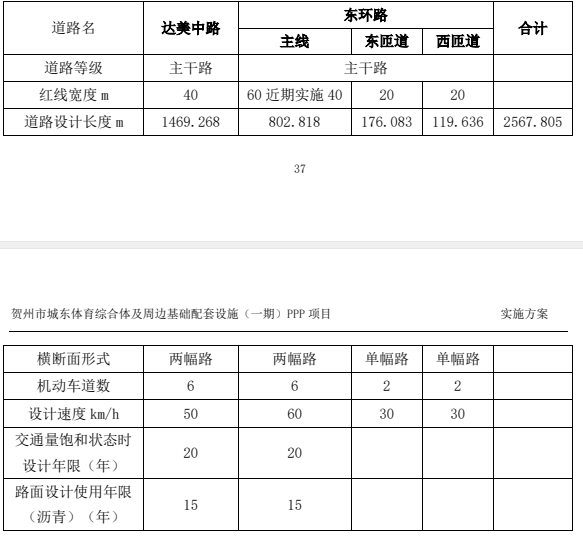 道路名 达美中路 东环路 合计
主线 东匝道 西匝道
道路等级 主干路 主干路
红线宽度 m 40 60 近期实施 40 20 20
道路设计长度 m 1469.268 802.818 176.083 119.636 2567.805
37
贺州市城东体育综合体及周边基础配套设施（一期）PPP 项目 实施方案
横断面形式 两幅路 两幅路 单幅路 单幅路
机动车道数 6 6 2 2
设计速度 km/h 50 60 30 30
交通量饱和状态时
设计年限（年） 20 20
路面设计使用年限
（沥青）（年） 15 15